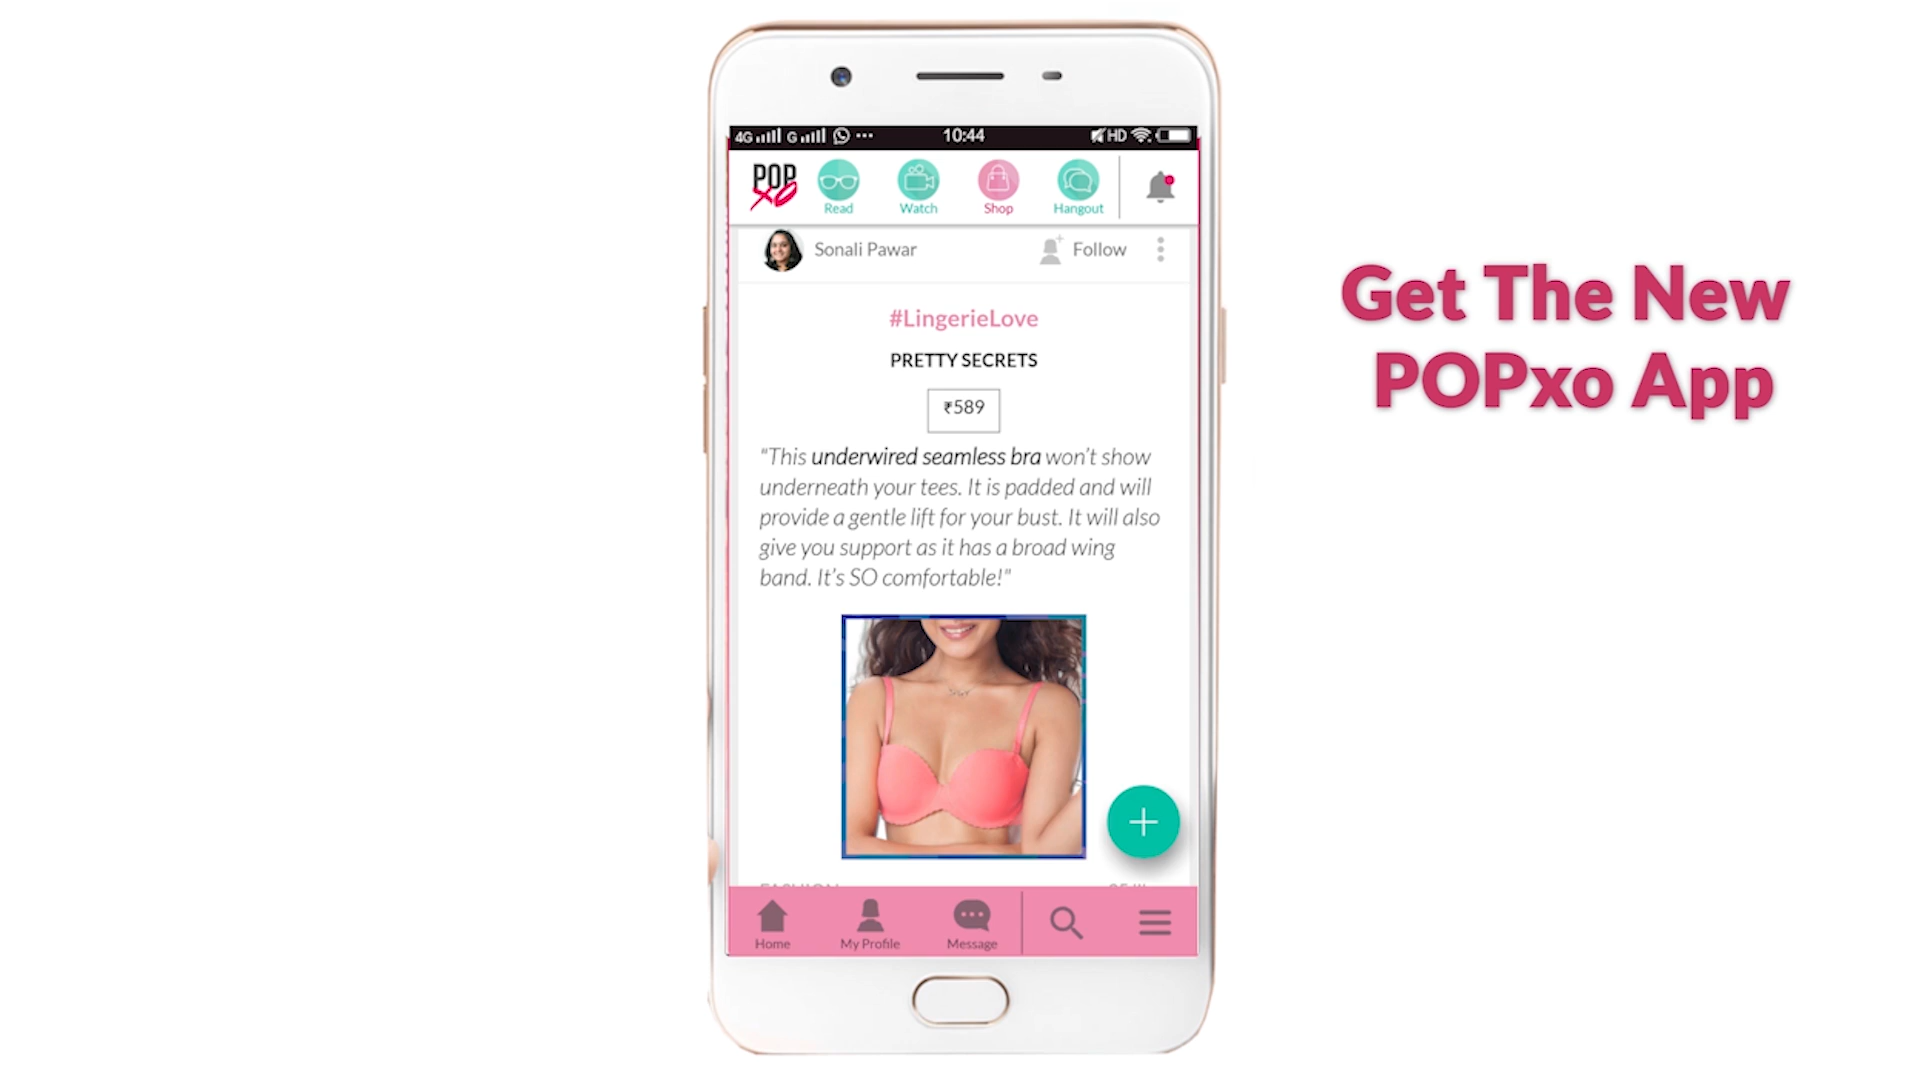 4G G 10:44 HD
POP
xo
Read Watch Shop Hangout
Sonali Pawar Follow
#LingerieLove
PRETTY SECRETS
₹589
"This underwired seamless bra won't show
underneath your tees. It is padded and will
provide a gentle lift for your bust. It will also
give you support as it has a broad wing
band. It's SO comfortable!"
Home My Profile Message
Get The New
POPxo App